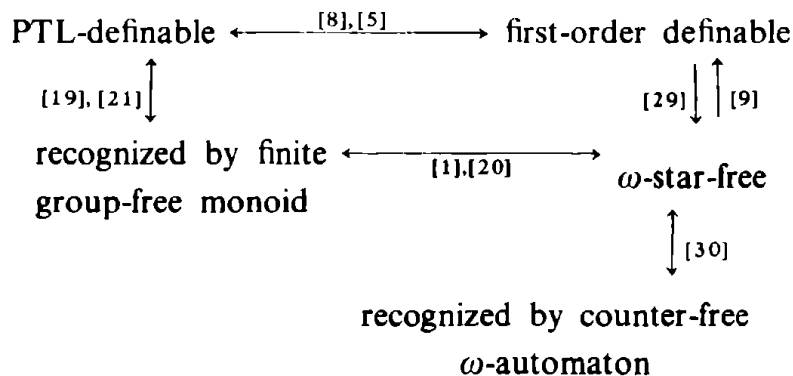 PTL-definable [8],[5] first-order definable
[19],[21] [29] [9]
recognized by finite [1].[20] ω-star-free
group-free monoid
[30]
recognized by counter-free
ω-automaton